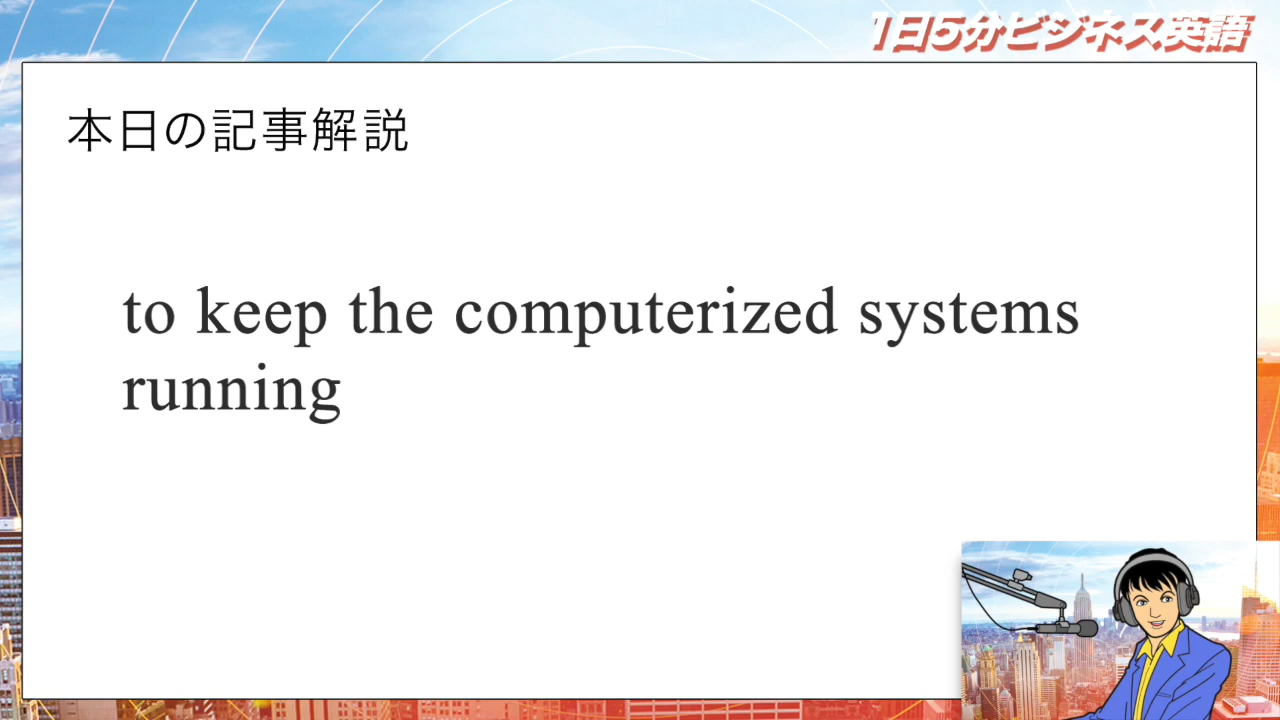 1日5分ビジネス英語
本日の記事解説
to keep the computerized systems
running